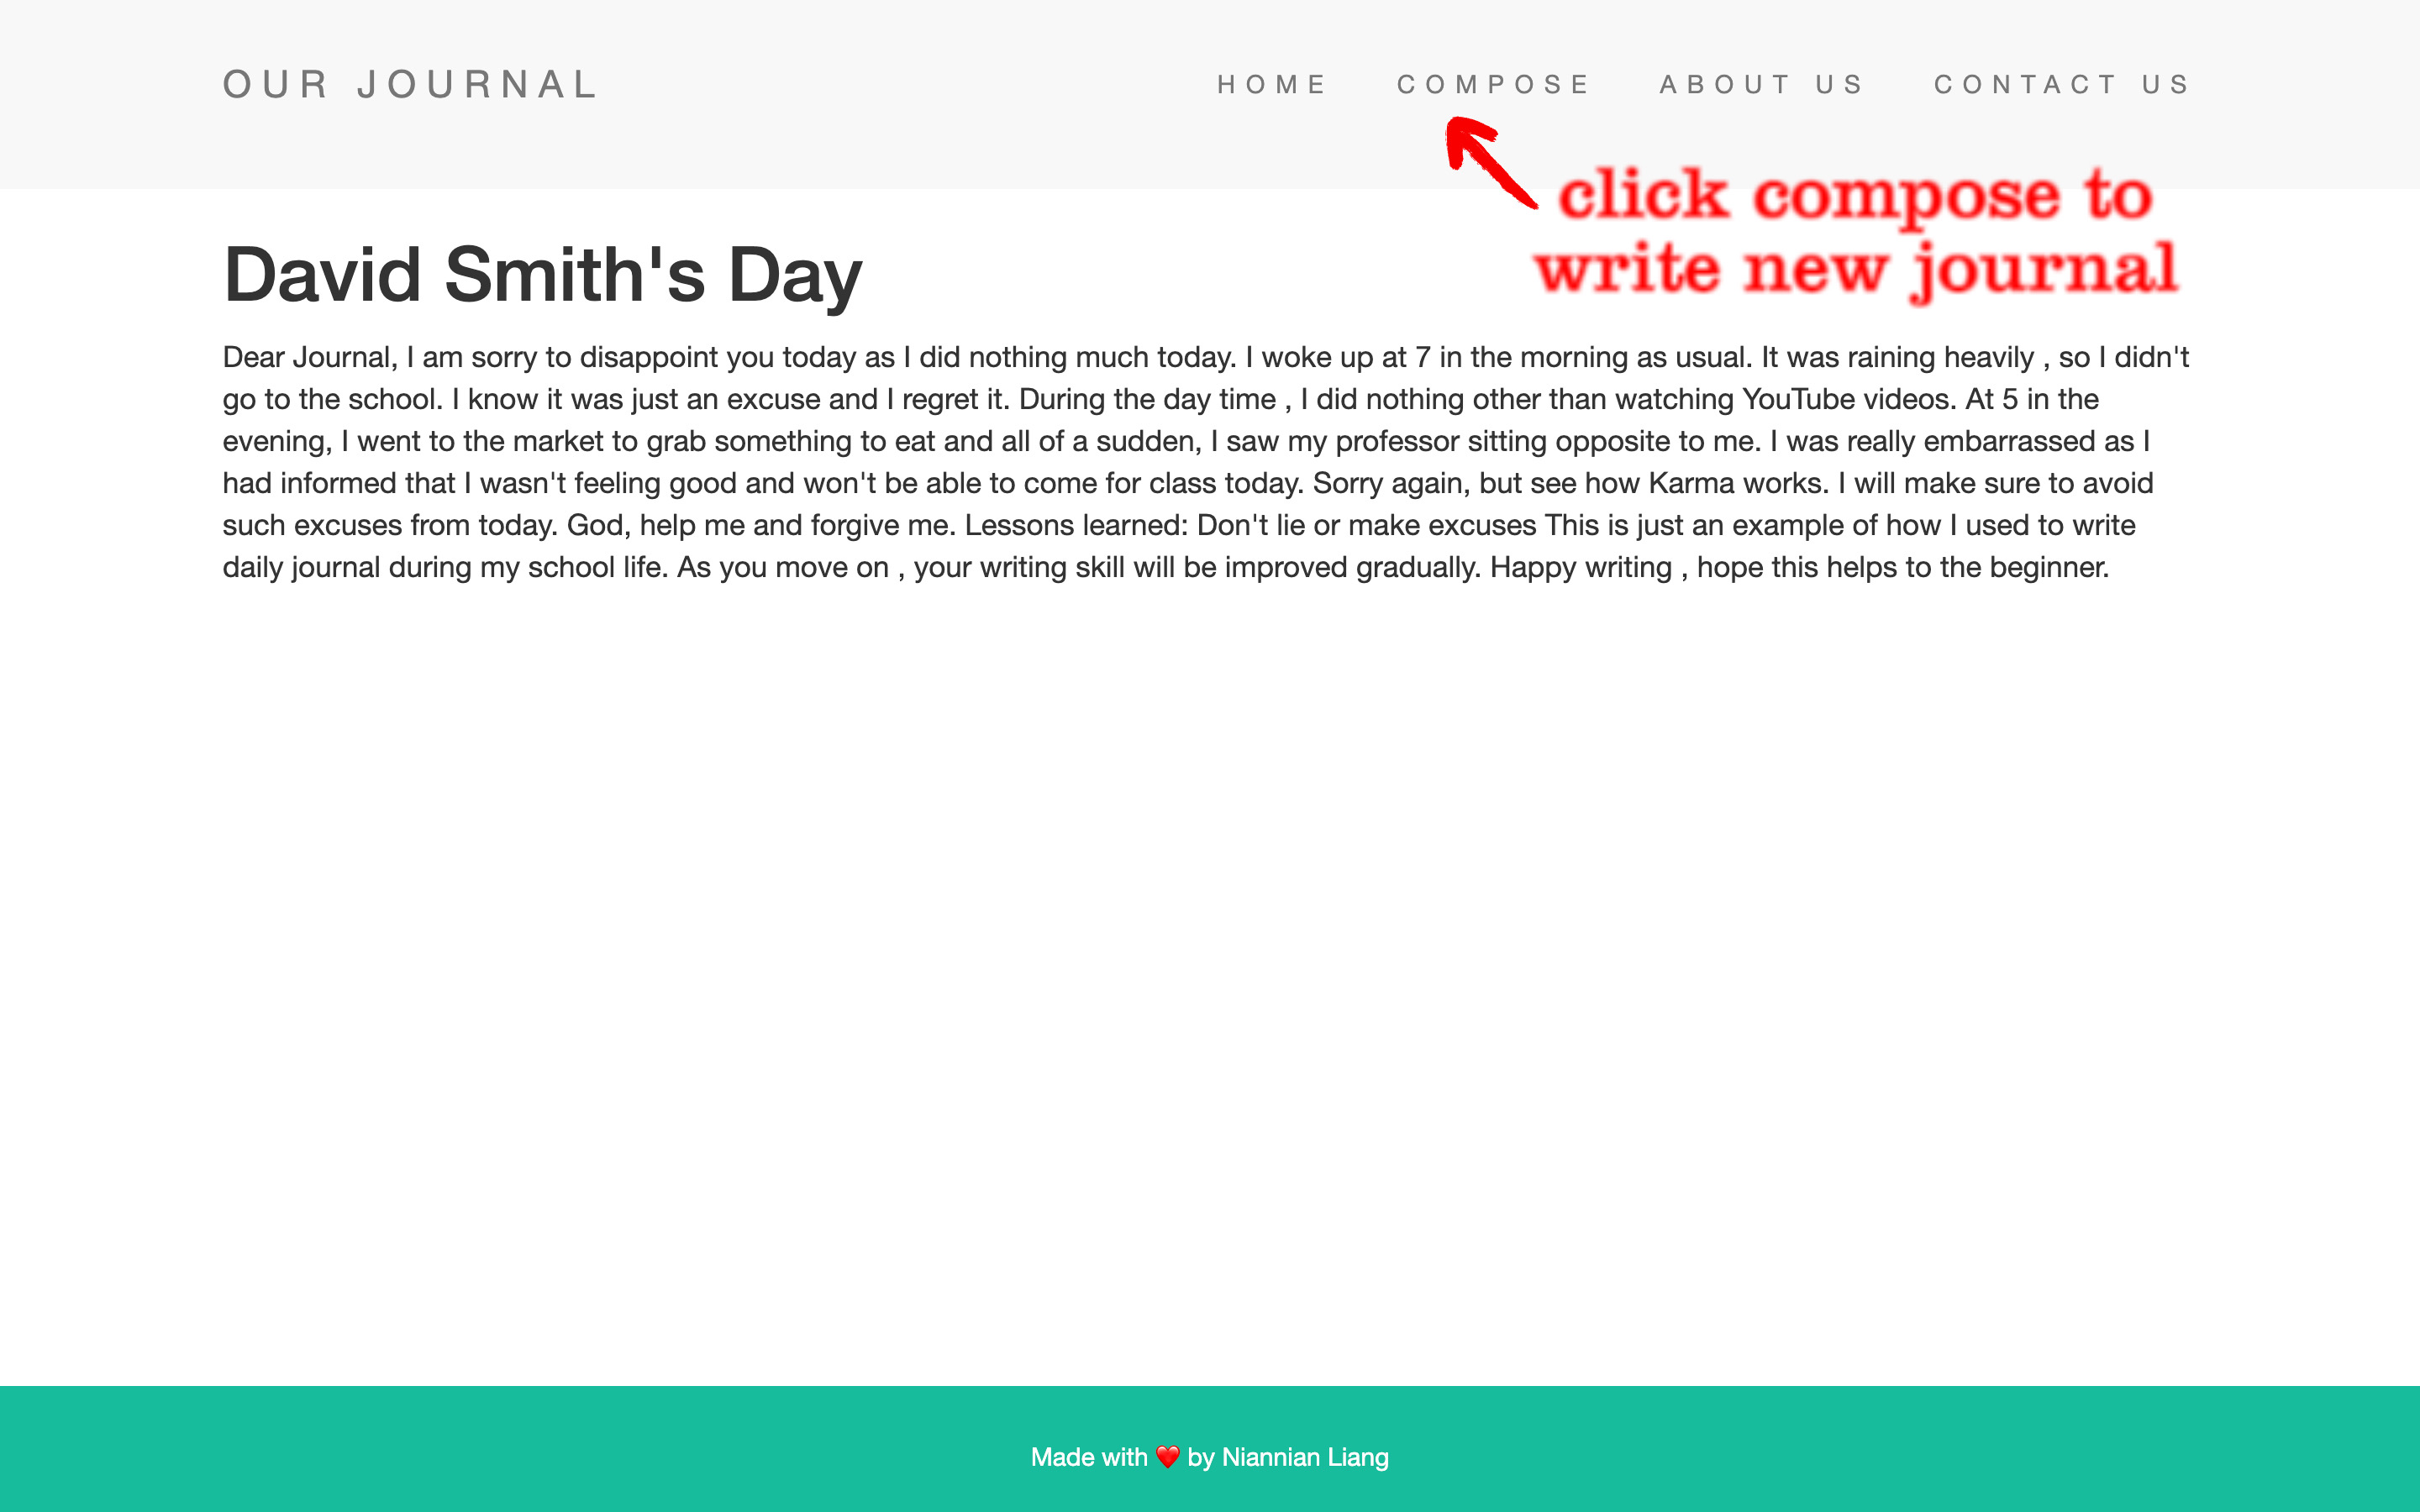 OUR JOURNAL
HOME COMPOSE ABOUT US CONTACT US
click compose to
write new journal
David Smith's Day
Dear Journal, I am sorry to disappoint you today as I did nothing much today. I woke up at 7 in the morning as usual. It was raining heavily , so I didn't
go to the school. I know it was just an excuse and I regret it. During the day time , I did nothing other than watching YouTube videos. At 5 in the
evening, I went to the market to grab something to eat and all of a sudden, I saw my professor sitting opposite to me. I was really embarrassed as I
had informed that I wasn't feeling good and won't be able to come for class today. Sorry again, but see how Karma works. I will make sure to avoid
such excuses from today. God, help me and forgive me. Lessons learned: Don't lie or make excuses This is just an example of how I used to write
daily journal during my school life. As you move on , your writing skill will be improved gradually. Happy writing , hope this helps to the beginner.
Made with ❤️ by Niannian Liang